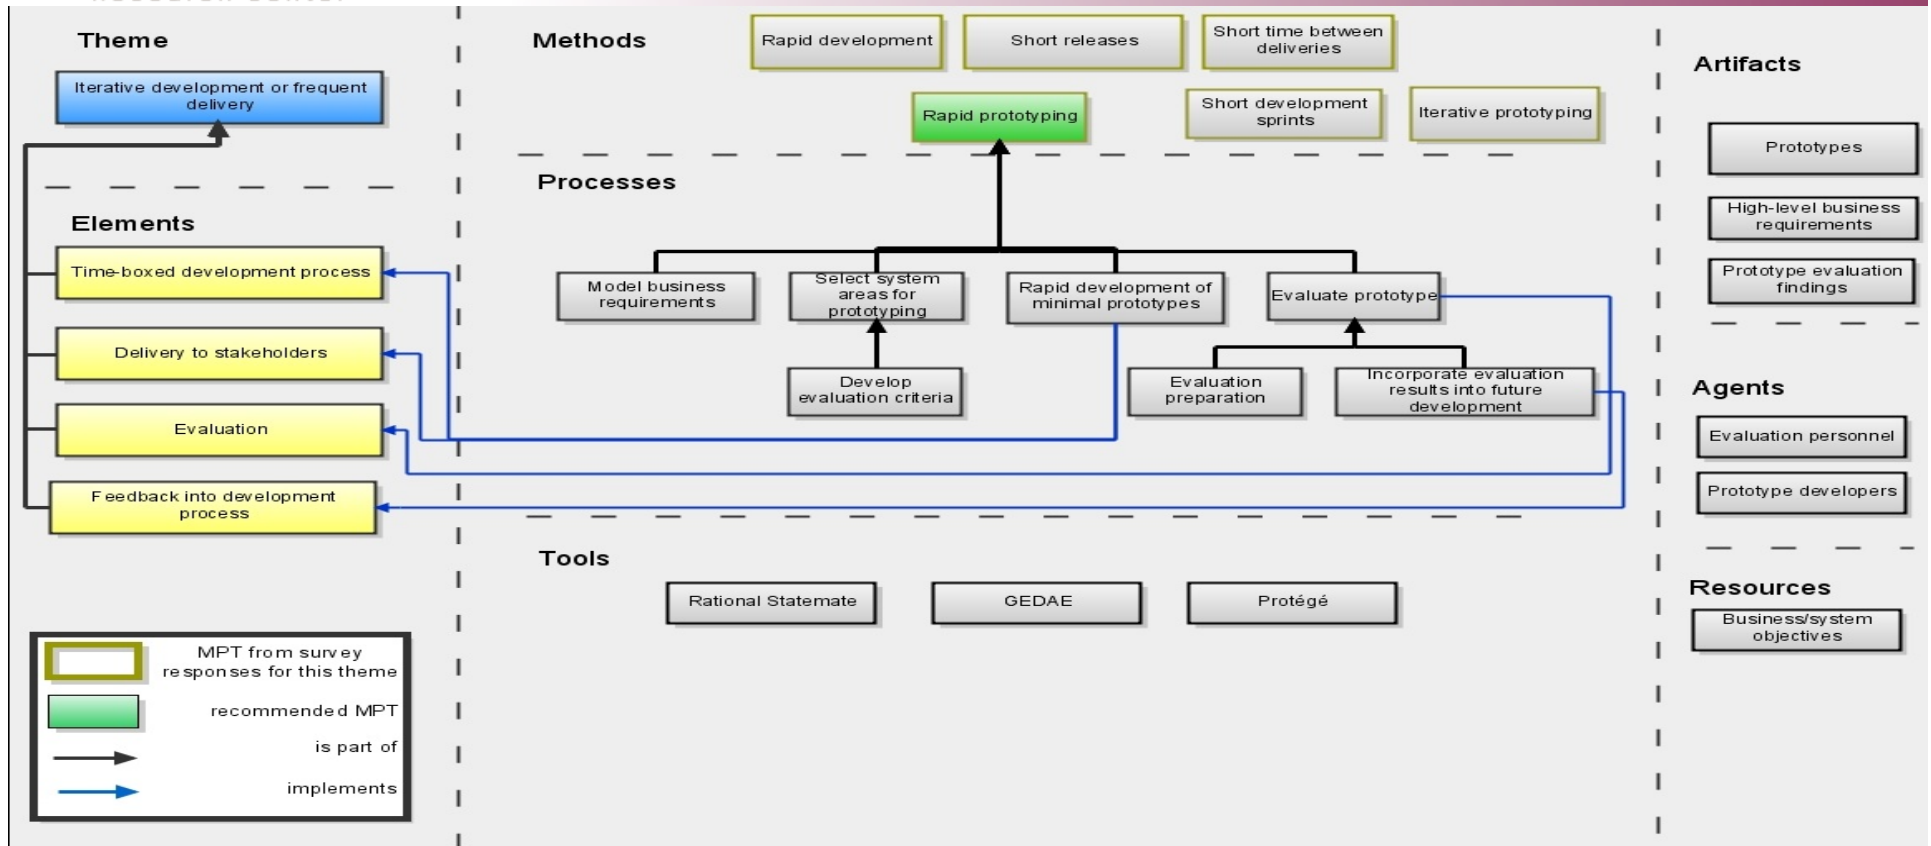 Theme
Iterative development or frequent
delivery
Elements
Time-boxed development process
Delivery to stakeholders
Evaluation
Feedback into development
process
MPT from survey
responses for this theme
recommended MPT
is part of
implements
Methods
Rapid development
Short releases
Short time between
deliveries
Rapid prototyping
Short development
sprints
Iterative prototyping
Processes
Model business
requirements
Select system
areas for
prototyping
Rapid development of
minimal prototypes
Evaluate prototype
Develop
evaluation criteria
Evaluation
preparation
Incorporate evaluation
results into future
development
Tools
Rational Statemate
GEDAE
Protégé
Artifacts
Prototypes
High-level business
requirements
Prototype evaluation
findings
Agents
Evaluation personnel
Prototype developers
Resources
Business/system
objectives